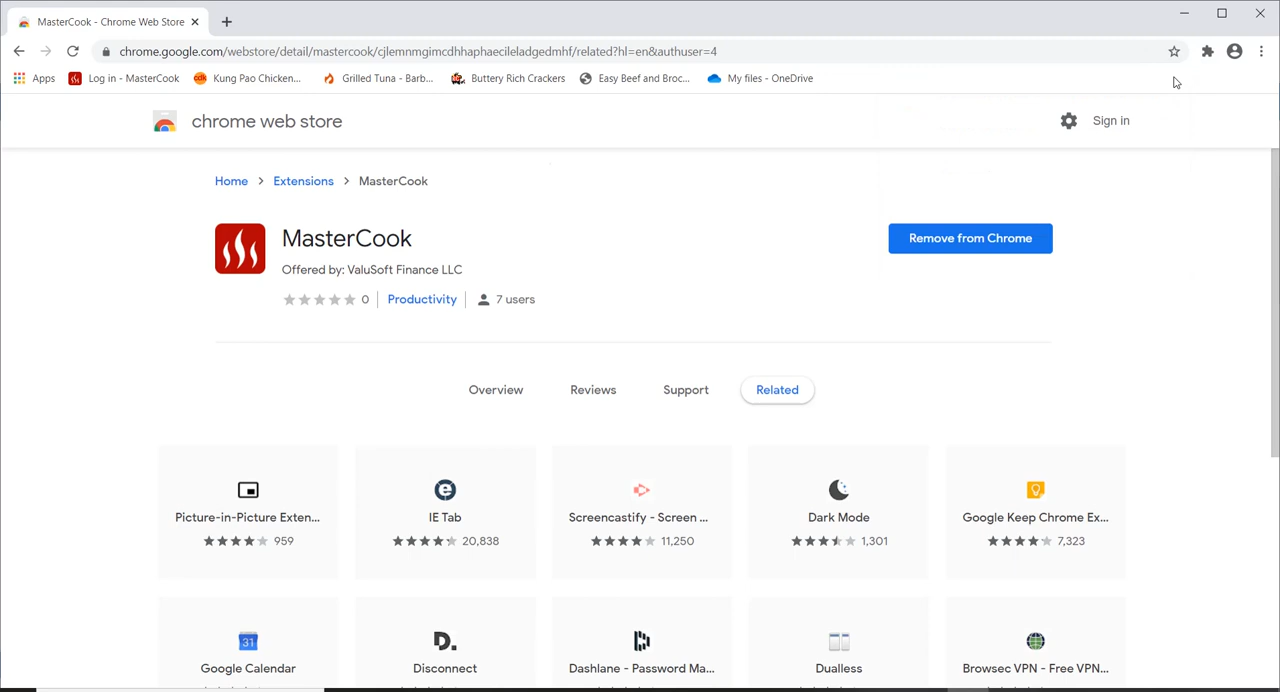 MasterCook - Chrome Web Store
chrome.google.com/webstore/detail/mastercook/cjlemnmgimcdhhaphaecileladgedmhf/related?hl=en&authuser=4
Apps Log in - MasterCook Kung Pao Chicken... Grilled Tuna - Barb... Buttery Rich Crackers Easy Beef and Broc... My files - OneDrive
chrome web store Sign in
Home > Extensions > MasterCook
MasterCook Remove from Chrome
Offered by: ValuSoft Finance LLC
0 Productivity 7 users
Overview Reviews Support Related
Picture-in-Picture Exten... IE Tab Screencastify - Screen ... Dark Mode Google Keep Chrome Ex...
959 20,838 11,250 1,301 7,323
31 D.
Google Calendar Disconnect Dashlane - Password Ma... Dualless Browsec VPN - Free VPN...